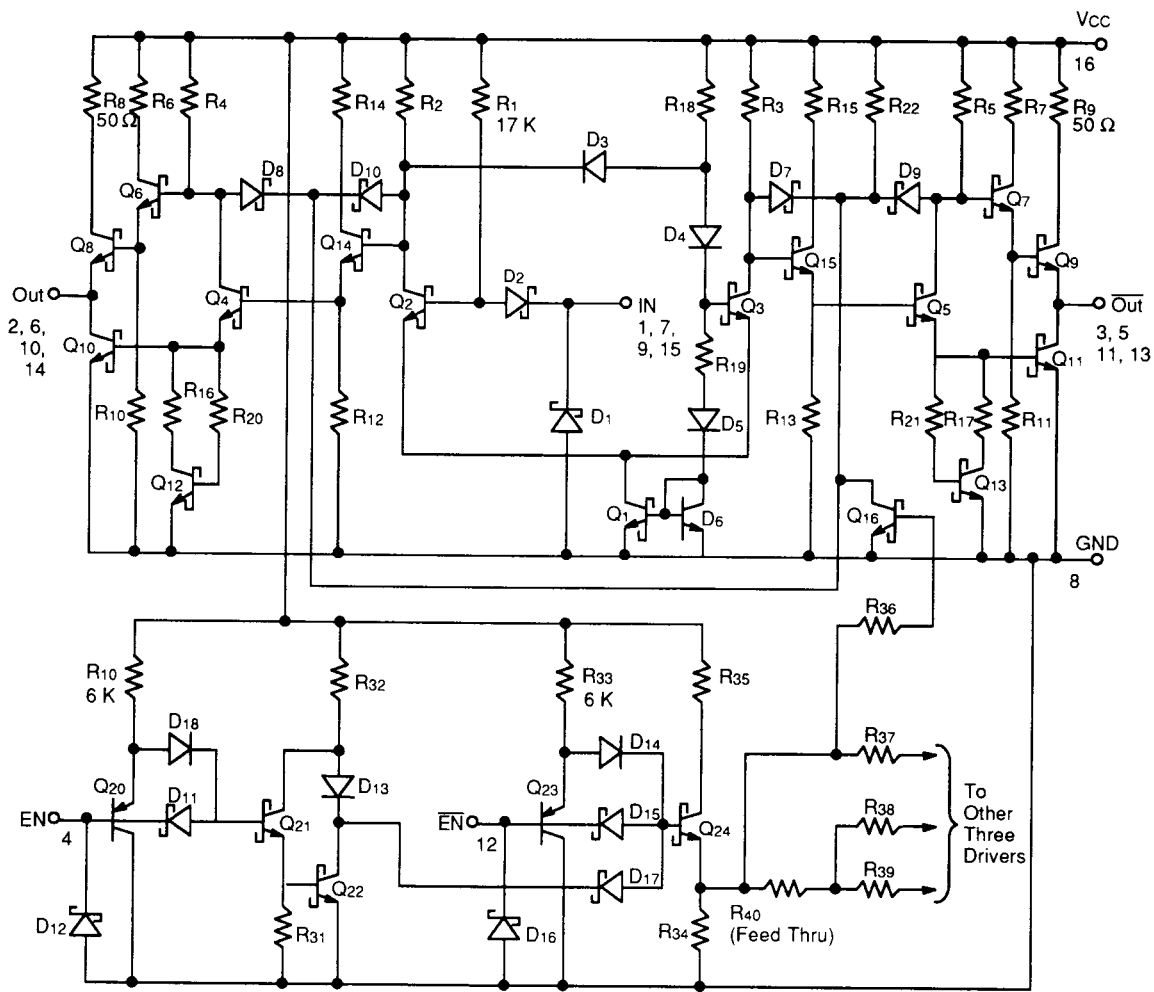 VCC
16
R8
50 Ω
R6
R4
R14
R2
R1
17 K
R18
R3
R15
R22
R5
R7
R9
50 Ω
D3
Q6
D8
D10
D7
D9
Q7
Q8
Q14
D4
Q15
Q9
Out
2, 6,
10,
14
Q4
Q2
D2
IN
1, 7,
9, 15
Q3
Q5
Out
3, 5
11, 13
Q10
Q11
R16
R19
R10
R20
R12
D1
D5
R13
R21
R17
R11
Q12
Q1
D6
Q16
Q13
GND
8
R36
R10
6 K
R32
R33
6 K
R35
D18
D14
R37
Q20
D13
Q23
To
Other
Three
Drivers
D11
D15
EN
4
Q21
EN
12
Q24
R38
D17
R39
Q22
D12
R31
D16
R34
R40
(Feed Thru)